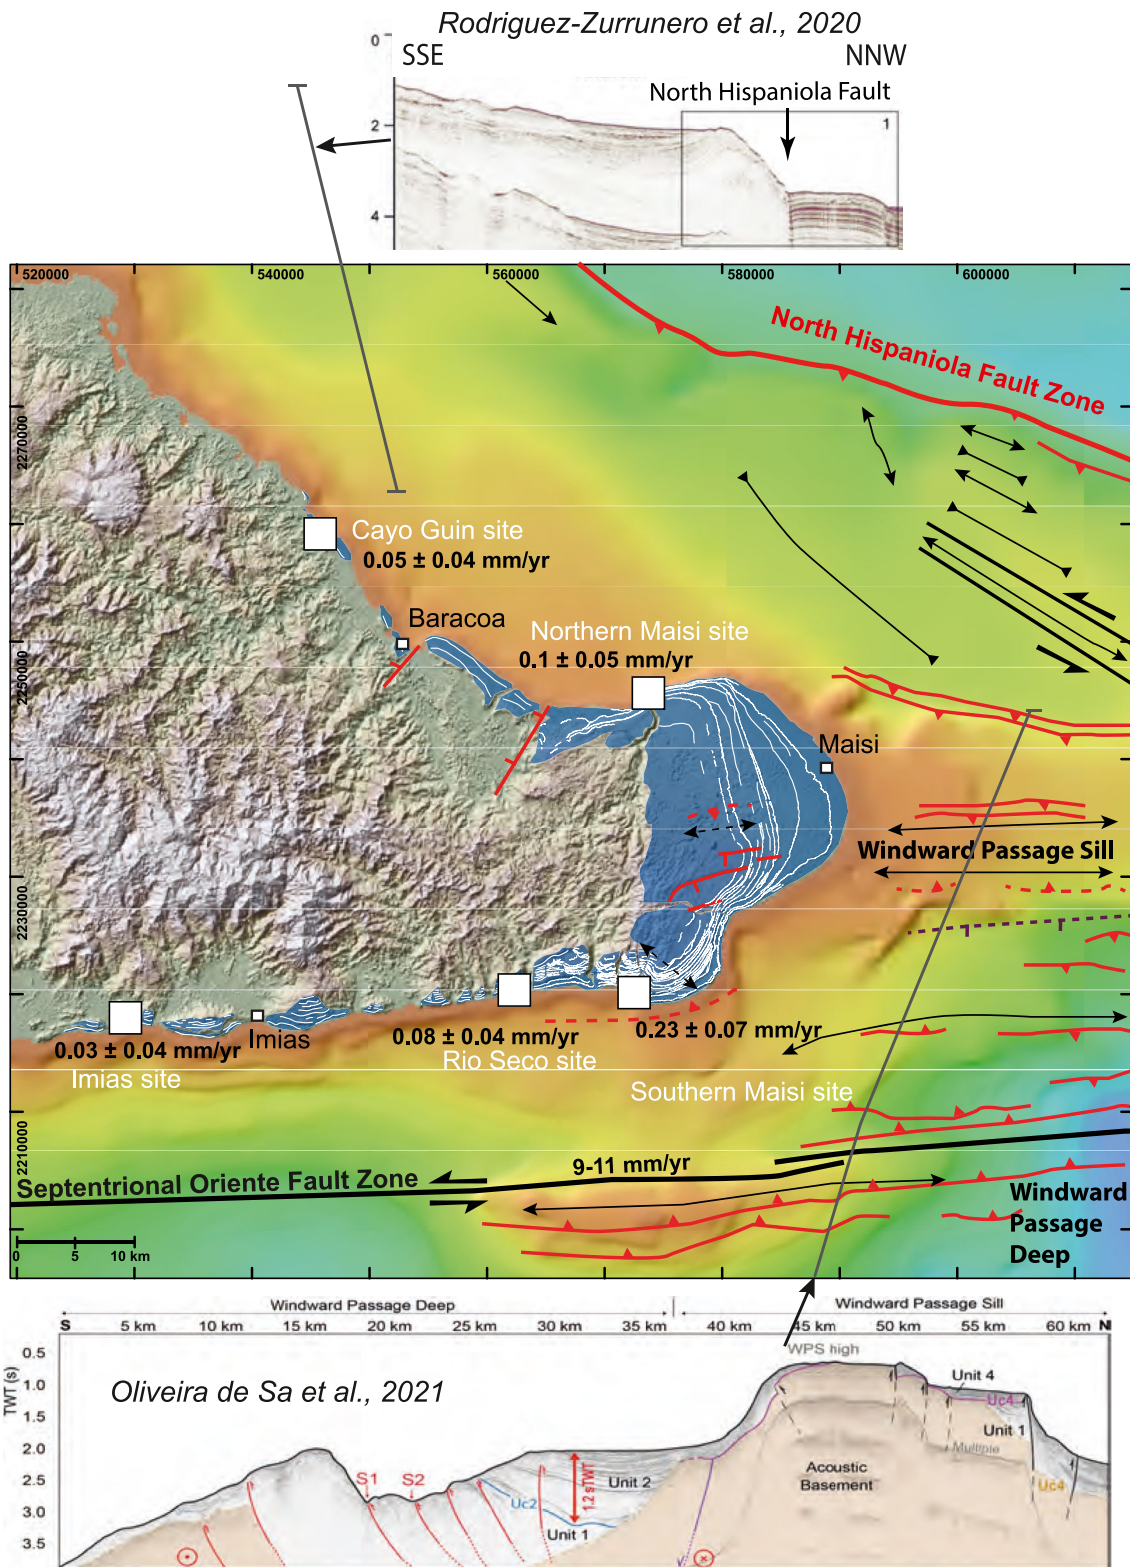 Rodriguez-Zurrunero et al., 2020
0
SSE
NNW
North Hispaniola Fault
1
2
4
520000
540000
560000
580000
600000
North Hispaniola Fault Zone
2270000
Cayo Guin site
0.05 ± 0.04 mm/yr
Baracoa
Northern Maisi site
0.1 ± 0.05 mm/yr
2250000
Maisi
Windward Passage Sill
2230000
0.03 ± 0.04 mm/yr
Imias
Imias site
0.08 ± 0.04 mm/yr
Rio Seco site
0.23 ± 0.07 mm/yr
Southern Maisi site
2210000
9-11 mm/yr
Septentrional Oriente Fault Zone
Windward
Passage
Deep
0 5 10 km
Windward Passage Deep
Windward Passage Sill
S 5 km 10 km 15 km 20 km 25 km 30 km 35 km 40 km 45 km 50 km 55 km 60 km N
TWT (s)
0.5
1.0
1.5
2.0
2.5
3.0
3.5
WPS high
Oliveira de Sa et al., 2021
Unit 4
Uc4
Unit 1
Multiple
Acoustic
Basement
S1
S2
1.2 sTWT
Unit 2
Uc2
Unit 1
Uc4